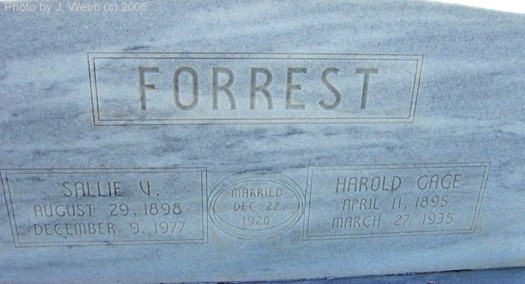 Photo by J. Webb (c) 2005
FORREST
SALLIE V.
AUGUST 29, 1898
DECEMBER 9, 1977
MARRIED
DEC. 22,
1920
HAROLD GAGE
APRIL 11, 1895
MARCH 27, 1935